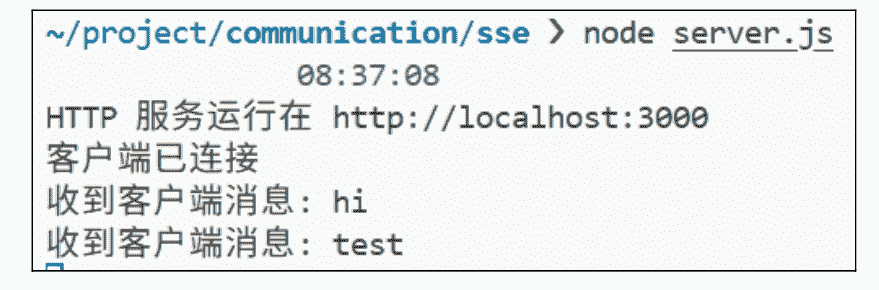 ~/project/communication/sse ❯ node server.js
08:37:08
HTTP 服务运行在 http://localhost:3000
客户端已连接
收到客户端消息: hi
收到客户端消息: test